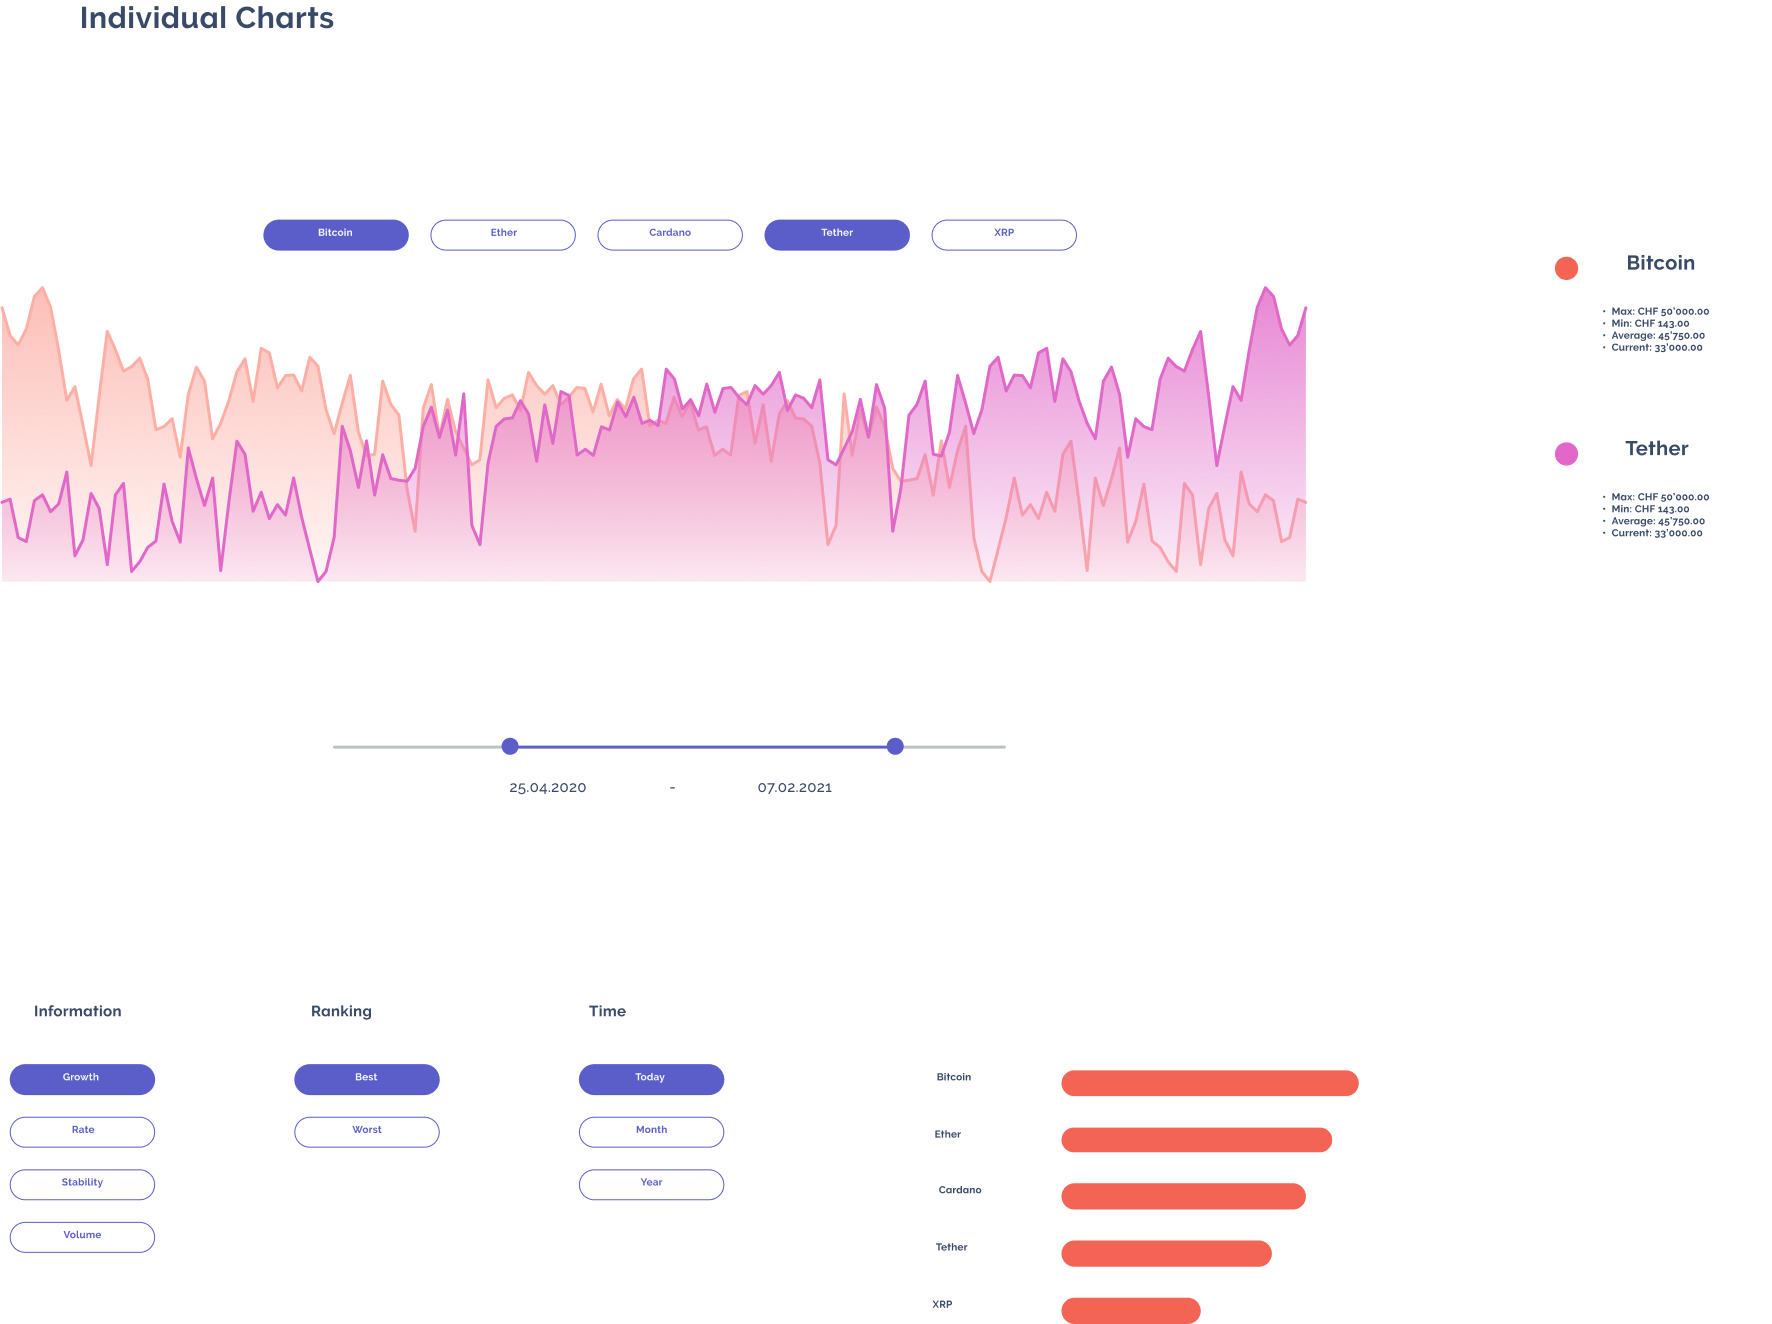 Individual Charts
Bitcoin
Ether
Cardano
Tether
XRP
Bitcoin
• Max: CHF 50'000.00
• Min: CHF 143.00
• Average: 45'750.00
• Current: 33'000.00
Tether
• Max: CHF 50'000.00
• Min: CHF 143.00
• Average: 45'750.00
• Current: 33'000.00
25.04.2020 - 07.02.2021
Information
Growth
Rate
Stability
Volume
Ranking
Best
Worst
Time
Today
Month
Year
Bitcoin
Ether
Cardano
Tether
XRP